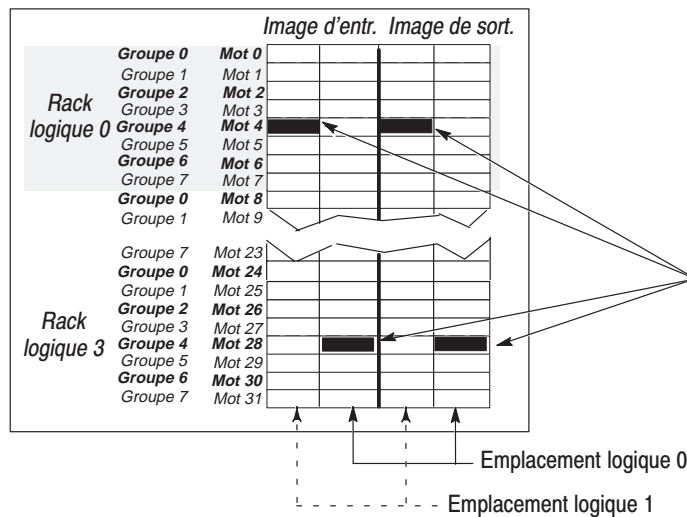 Image d'entr. Image de sort.
Groupe 0 Mot 0
Groupe 1 Mot 1
Groupe 2 Mot 2
Groupe 3 Mot 3
Rack
logique 0 Groupe 4 Mot 4
Groupe 5 Mot 5
Groupe 6 Mot 6
Groupe 7 Mot 7
Groupe 0 Mot 8
Groupe 1 Mot 9
Groupe 7 Mot 23
Groupe 0 Mot 24
Groupe 1 Mot 25
Groupe 2 Mot 26
Groupe 3 Mot 27
Rack
logique 3 Groupe 4 Mot 28
Groupe 5 Mot 29
Groupe 6 Mot 30
Groupe 7 Mot 31
Emplacement logique 0
Emplacement logique 1